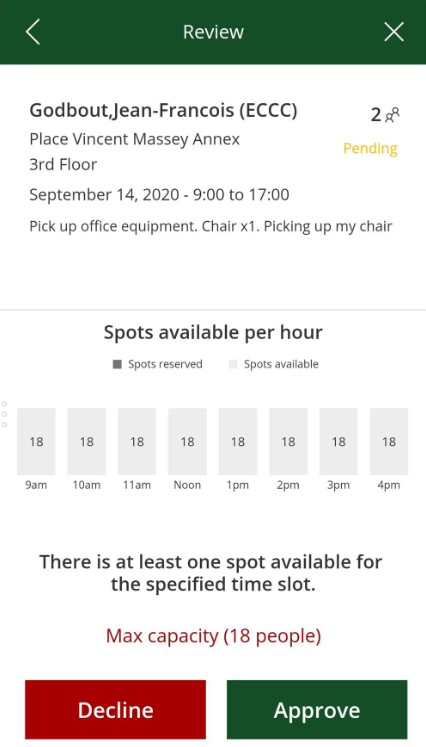 Review
Godbout,Jean-Francois (ECCC)
2
Place Vincent Massey Annex
Pending
3rd Floor
September 14, 2020 - 9:00 to 17:00
Pick up office equipment. Chair x1. Picking up my chair
Spots available per hour
Spots reserved Spots available
18 18 18 18 18 18 18 18
9am 10am 11am Noon 1pm 2pm 3pm 4pm
There is at least one spot available for
the specified time slot.
Max capacity (18 people)
Decline Approve